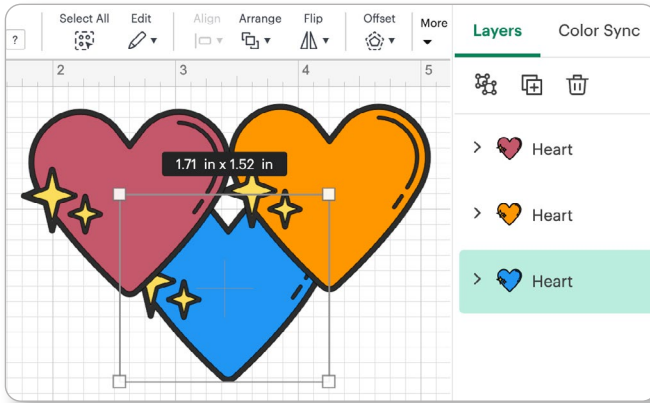 Select All Edit Align Arrange Flip Offset More
?
2 3 4 5
1.71 in x 1.52 in
Layers Color Sync
Heart
Heart
Heart